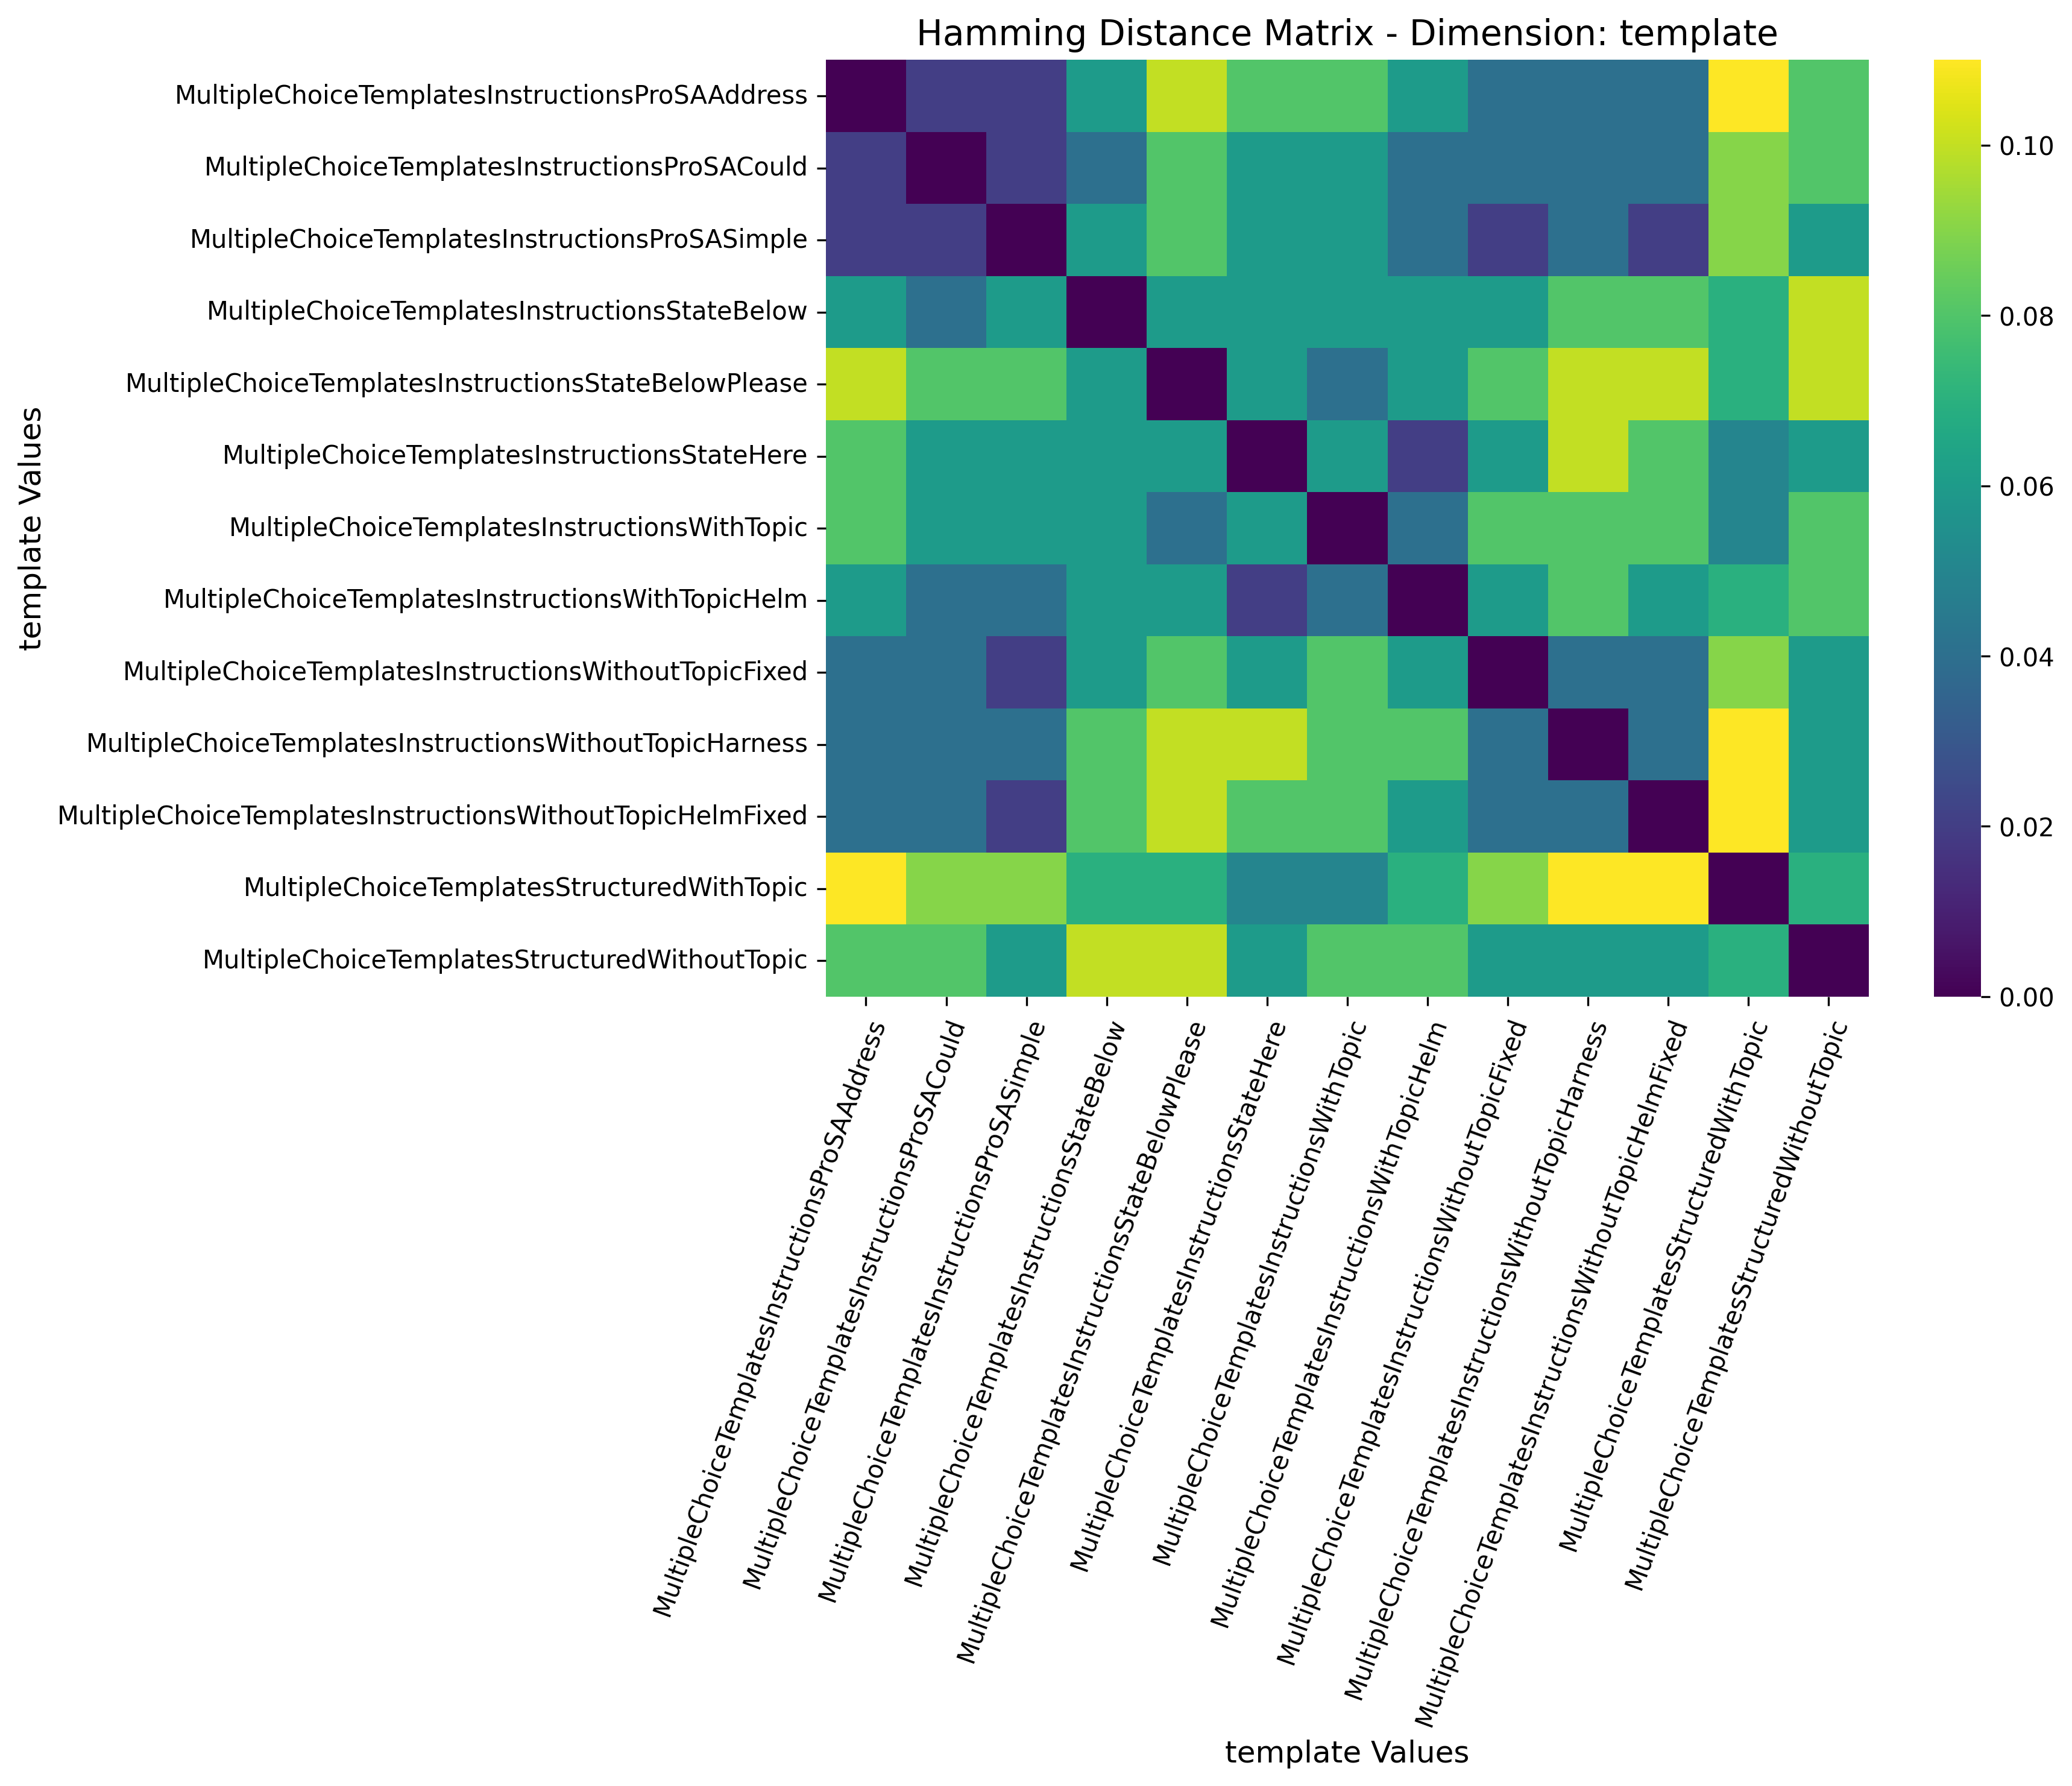 Hamming Distance Matrix - Dimension: template
template Values
MultipleChoiceTemplatesInstructionsProSAAddress
MultipleChoiceTemplatesInstructionsProSACould
MultipleChoiceTemplatesInstructionsProSASimple
MultipleChoiceTemplatesInstructionsStateBelow
MultipleChoiceTemplatesInstructionsStateBelowPlease
MultipleChoiceTemplatesInstructionsStateHere
MultipleChoiceTemplatesInstructionsWithTopic
MultipleChoiceTemplatesInstructionsWithTopicHelm
MultipleChoiceTemplatesInstructionsWithoutTopicFixed
MultipleChoiceTemplatesInstructionsWithoutTopicHarness
MultipleChoiceTemplatesInstructionsWithoutTopicHelmFixed
MultipleChoiceTemplatesStructuredWithTopic
MultipleChoiceTemplatesStructuredWithoutTopic
0.10
0.08
0.06
0.04
0.02
0.00
MultipleChoiceTemplatesInstructionsProSAAddress
MultipleChoiceTemplatesInstructionsProSACould
MultipleChoiceTemplatesInstructionsProSASimple
MultipleChoiceTemplatesInstructionsStateBelow
MultipleChoiceTemplatesInstructionsStateBelowPlease
MultipleChoiceTemplatesInstructionsStateHere
MultipleChoiceTemplatesInstructionsWithTopic
MultipleChoiceTemplatesInstructionsWithTopicHelm
MultipleChoiceTemplatesInstructionsWithoutTopicFixed
MultipleChoiceTemplatesInstructionsWithoutTopicHarness
MultipleChoiceTemplatesInstructionsWithoutTopicHelmFixed
MultipleChoiceTemplatesStructuredWithTopic
MultipleChoiceTemplatesStructuredWithoutTopic
template Values